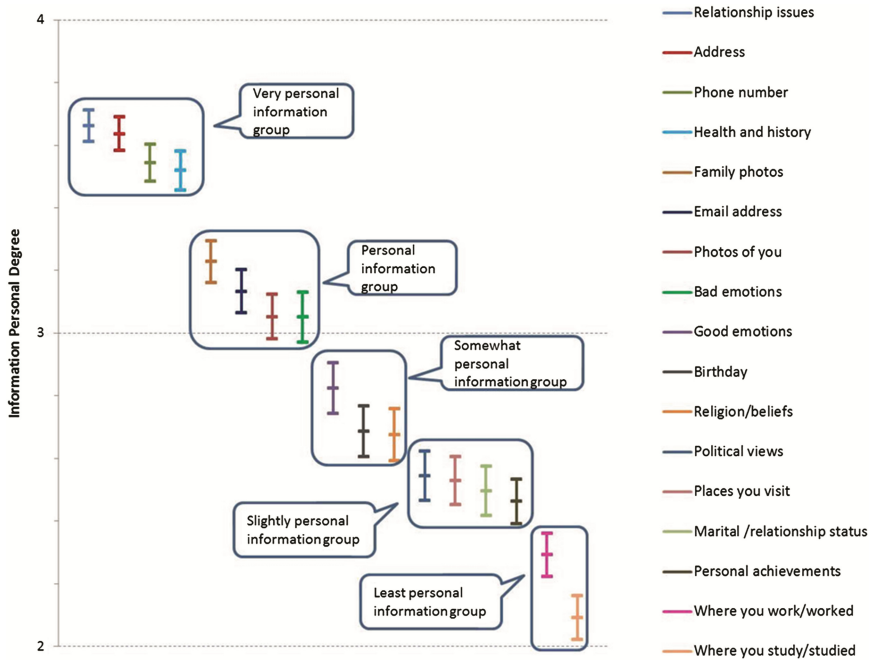 4
3
2
Information Personal Degree
Very personal
information
group
Personal
information
group
Somewhat
personal
information group
Slightly personal
information group
Least personal
information group
Relationship issues
Address
Phone number
Health and history
Family photos
Email address
Photos of you
Bad emotions
Good emotions
Birthday
Religion/beliefs
Political views
Places you visit
Marital /relationship status
Personal achievements
Where you work/worked
Where you study/studied